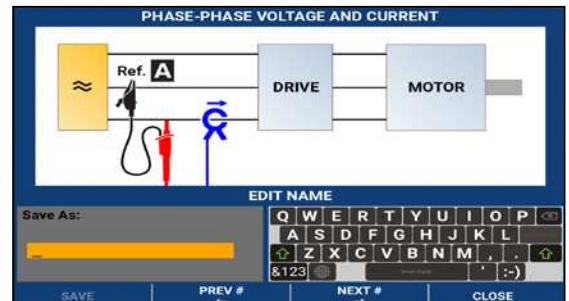 PHASE-PHASE VOLTAGE AND CURRENT
Ref. A
≈
DRIVE
MOTOR
EDIT NAME
Save As:
Q W E R T Y U I O P
A S D F G H J K L
Z X C V B N M , .
&123 ' :-)
SAVE
PREV #
NEXT #
CLOSE